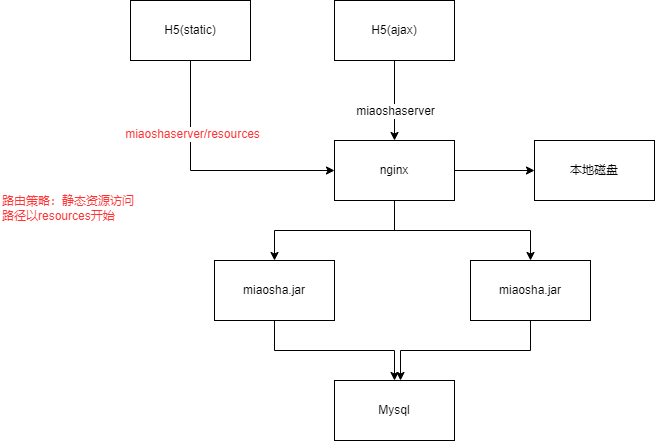 H5(static)
H5(ajax)
miaoshaserver
miaoshaserver/resources
nginx
本地磁盘
路由策略：静态资源访问
路径以resources开始
miaosha.jar
miaosha.jar
Mysql